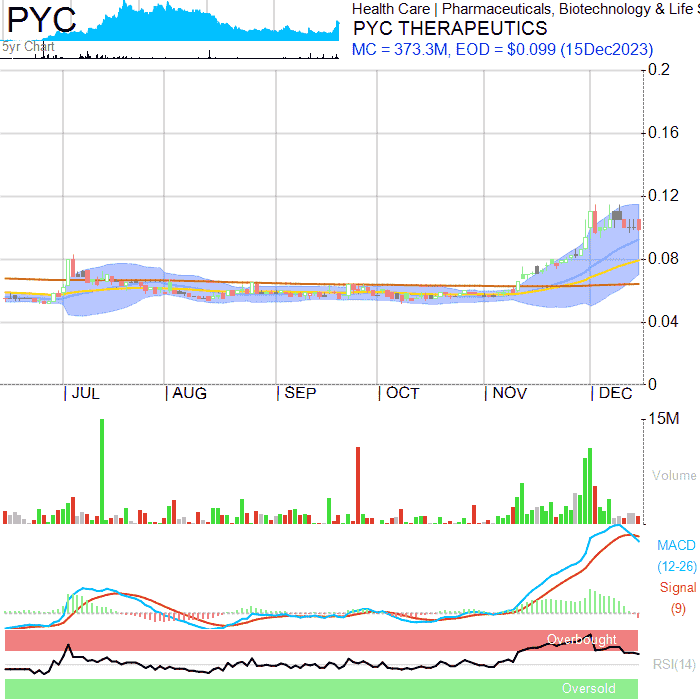 PYC
5yr Chart
Health Care | Pharmaceuticals, Biotechnology & Life S
PYC THERAPEUTICS
MC = 373.3M, EOD = $0.099 (15Dec2023)
0.2
0.16
0.12
0.08
0.04
0
JUL AUG SEP OCT NOV DEC
15M
Volume
MACD
(12-26)
Signal
(9)
Overbought
RSI(14)
Oversold